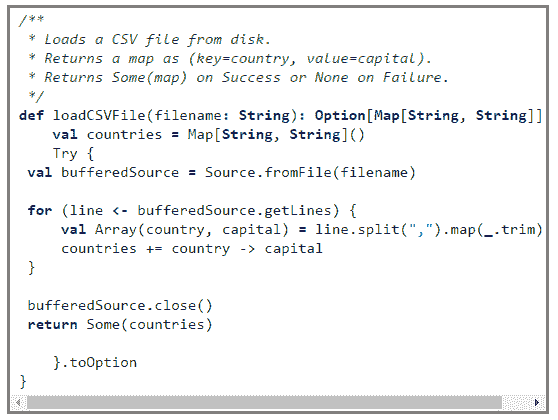 /**
 * Loads a CSV file from disk.
 * Returns a map as (key=country, value=capital).
 * Returns Some(map) on Success or None on Failure.
 */
def loadCSVFile(filename: String): Option[Map[String, String]]
    val countries = Map[String, String]()
    Try {
 val bufferedSource = Source.fromFile(filename)

 for (line <- bufferedSource.getLines) {
     val Array(country, capital) = line.split(",").map(_.trim)
     countries += country -> capital
 }

 bufferedSource.close()
 return Some(countries)

    }.toOption
}